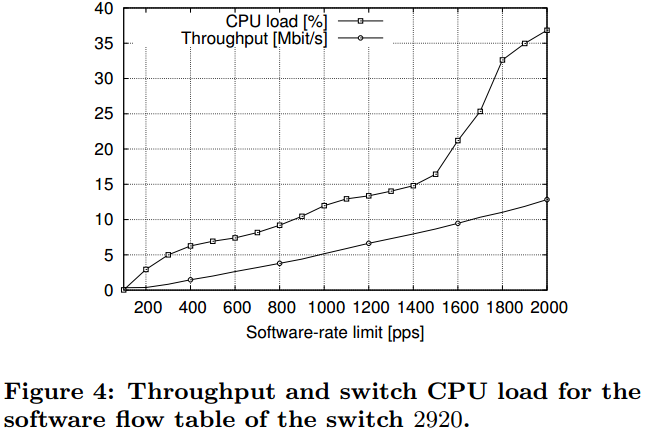 40
35
30
25
20
15
10
5
0
CPU load [%]
Throughput [Mbit/s]
200 400 600 800 1000 1200 1400 1600 1800 2000
Software-rate limit [pps]
Figure 4: Throughput and switch CPU load for the
software flow table of the switch 2920.